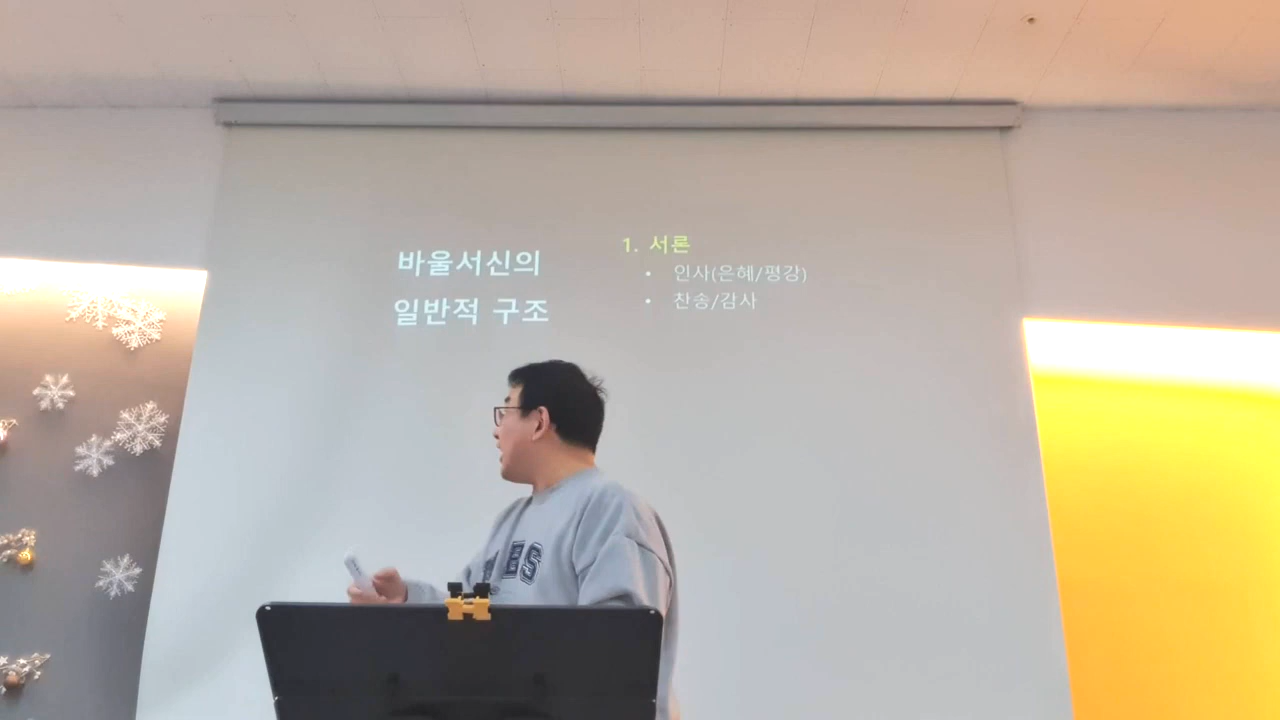 바울서신의
일반적 구조
1. 서론
• 인사(은혜/평강)
• 찬송/감사